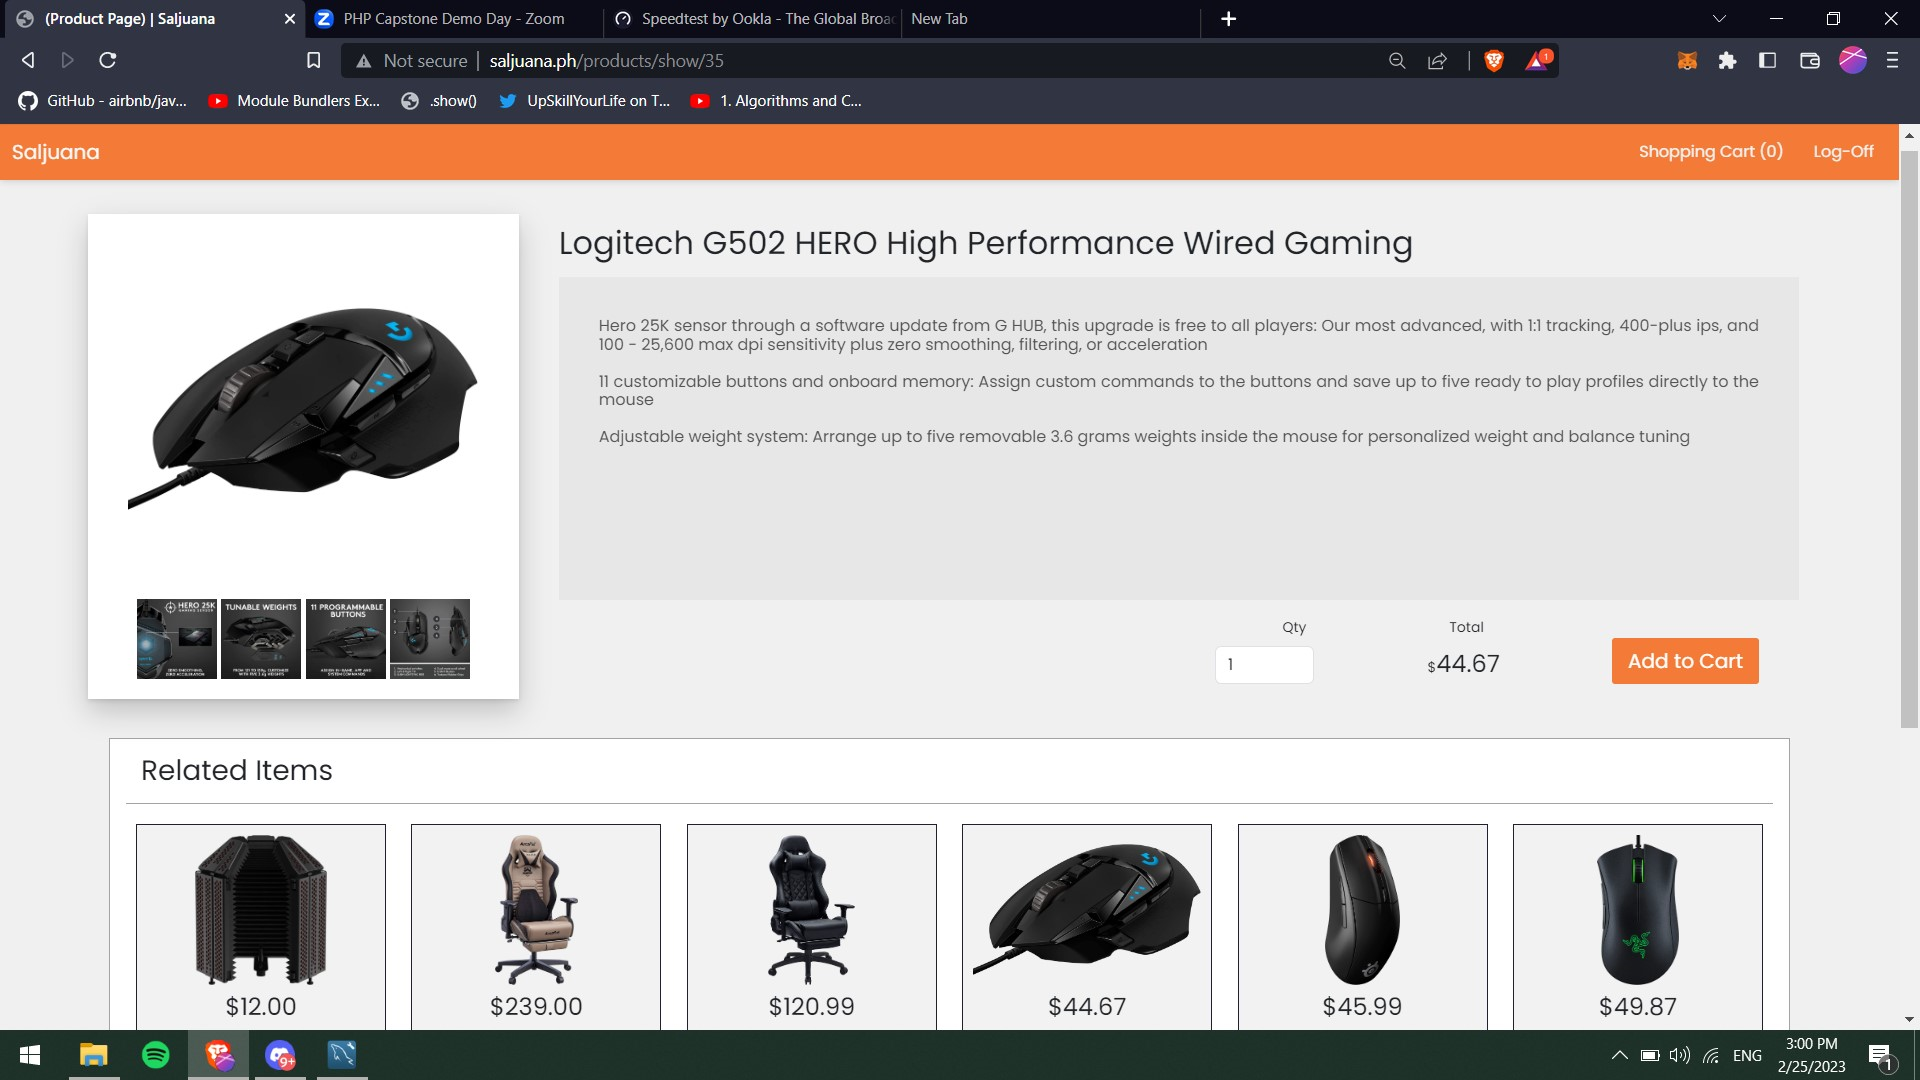 (Product Page) | Saljuana
PHP Capstone Demo Day - Zoom
Speedtest by Ookla - The Global Broa
New Tab
Not secure
saljuana.ph/products/show/35
1
GitHub - airbnb/jav...
Module Bundlers Ex...
.show()
UpSkillYourLife on T...
1. Algorithms and C...
Saljuana
Shopping Cart (0)
Log-Off
Logitech G502 HERO High Performance Wired Gaming
Hero 25K sensor through a software update from G HUB, this upgrade is free to all players: Our most advanced, with 1:1 tracking, 400-plus ips, and
100 - 25,600 max dpi sensitivity plus zero smoothing, filtering, or acceleration
11 customizable buttons and onboard memory: Assign custom commands to the buttons and save up to five ready to play profiles directly to the
mouse
Adjustable weight system: Arrange up to five removable 3.6 grams weights inside the mouse for personalized weight and balance tuning
HERO 25K
TUNABLE WEIGHTS
11 PROGRAMMABLE
BUTTONS
Qty
Total
1
$44.67
Add to Cart
Related Items
$12.00
$239.00
$120.99
$44.67
$45.99
$49.87
9+
ENG
3:00 PM
2/25/2023
1